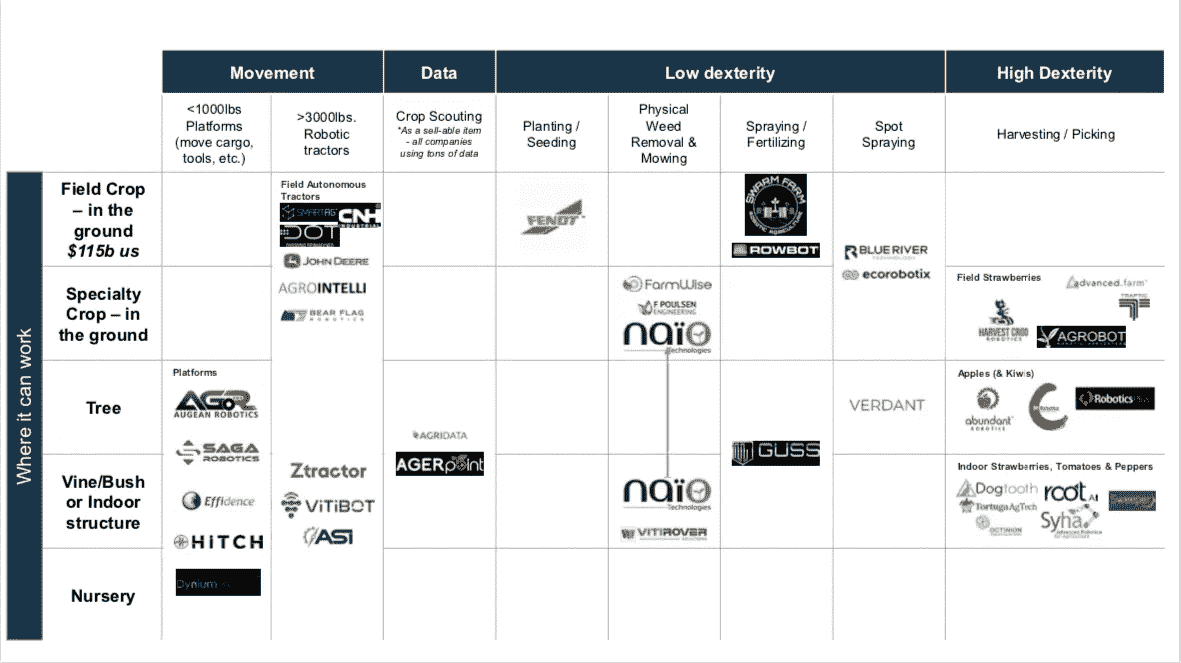 Movement
Data
Low dexterity
High Dexterity
<1000lbs
Platforms
(move cargo,
tools, etc.)
>3000lbs.
Robotic
tractors
Crop Scouting
*As a sell-able item
- all companies
using tons of data
Planting /
Seeding
Physical
Weed
Removal &
Mowing
Spraying /
Fertilizing
Spot
Spraying
Harvesting / Picking
Where it can work
Field Crop
– in the
ground
$115b us
Field Autonomous
Tractors
SMARTAG
CNH
INDUSTRIAL
DOT
JOHN DEERE
FENDT
SWARM FARM
ROBOTIC AGRICULTURE
ROWBOT
BLUE RIVER
TECHNOLOGY
ecorobotix
Specialty
Crop – in
the ground
AGROINTELLI
BEAR FLAG
ROBOTICS
FarmWise
F POULSEN
ENGINEERING
naïo
Technologies
Field Strawberries
advanced.farm
TRAPTIC
HARVEST CROO
ROBOTICS
AGROBOT
Tree
Platforms
AGR
AUGEAN ROBOTICS
SAGA
ROBOTICS
AGRIDATA
AGERpoint
GUSS
VERDANT
Apples (& Kiwis)
abundant
ROBOTICS
Robotics
Vine/Bush
or Indoor
structure
Effidence
HiTCH
Ztractor
ViTiBOT
ASI
naïo
Technologies
VITIROVER
Indoor Strawberries, Tomatoes & Peppers
Dogtooth
root AI
Tortuga AgTech
OCTINION
Syha
Nursery
Dynium